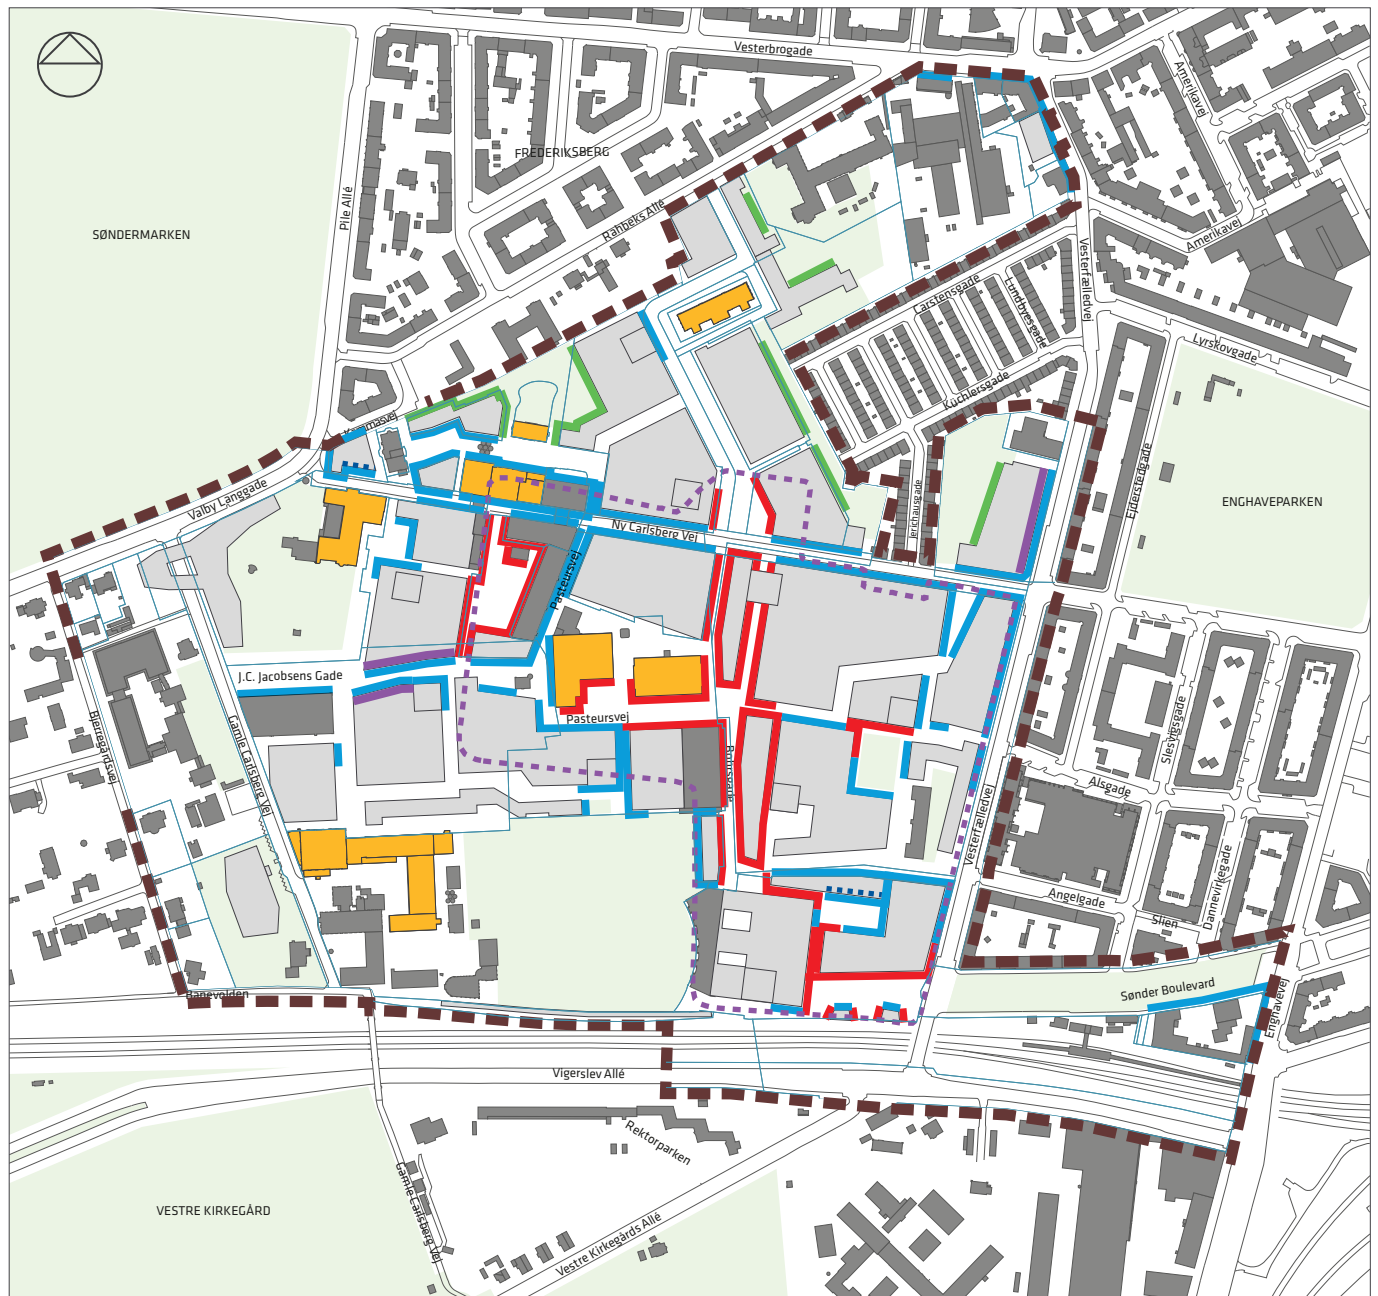 Vesterbrogade
Amerikavej
FREDERIKSBERG
Pile Allé
Rahbeks Allé
SØNDERMARKEN
Amerikavej
Vesterfælledvej
Carstensgade
Lundbyesgade
Lyrskovgade
Küchlersgade
Kammasvej
Valby Langgade
Ejderstedgade
ENGHAVEPARKEN
Jerichausgade
Ny Carlsberg Vej
Pasteursvej
J.C. Jacobsens Gade
Bjerregårdsvej
Gamle Carlsberg Vej
Pasteursvej
Bohrsgade
Slesvigsgade
Alsgade
Vesterfælledvej
Angelgade
Slien
Dannevirkegade
Banevolden
Sønder Boulevard
Enghavevej
Vigerslev Allé
Rektorparken
Gamle Carlsberg Vej
VESTRE KIRKEGÅRD
Vestre Kirkegårds Allé